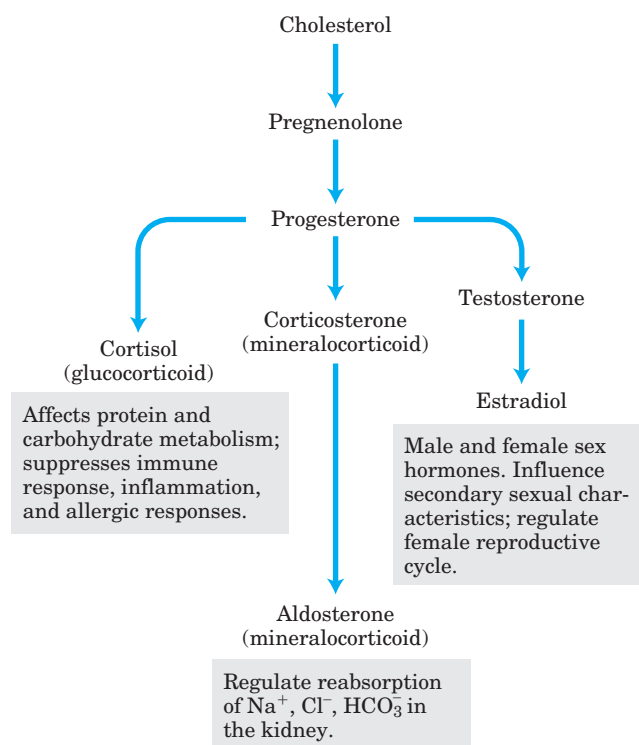 Cholesterol
Pregnenolone
Progesterone
Cortisol
(glucocorticoid)
Affects protein and
carbohydrate metabolism;
suppresses immune
response, inflammation,
and allergic responses.
Corticosterone
(mineralocorticoid)
Testosterone
Estradiol
Male and female sex
hormones. Influence
secondary sexual char-
acteristics; regulate
female reproductive
cycle.
Aldosterone
(mineralocorticoid)
Regulate reabsorption
of Na⁺, Cl⁻, HCO₃⁻ in
the kidney.